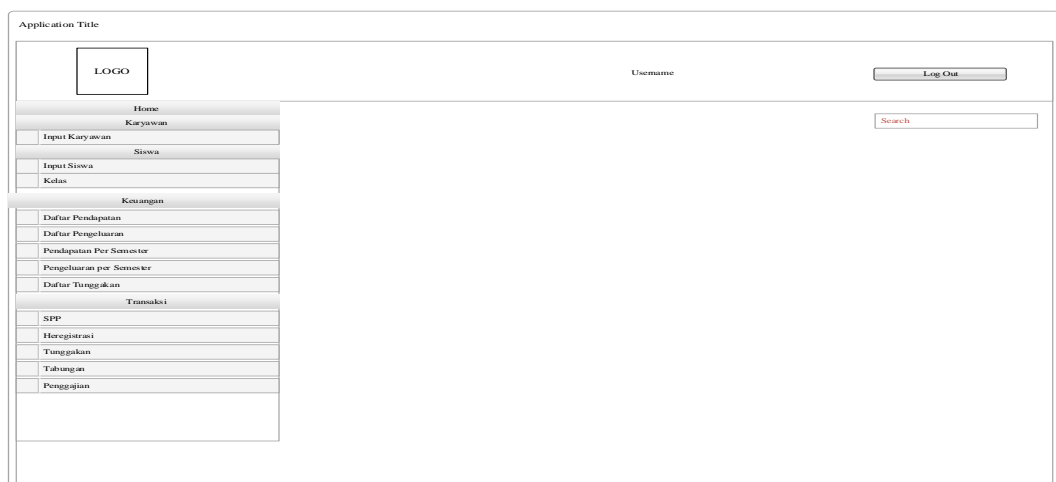 Application Title
LOGO
Username
Log Out
Home
Karyawan
Search
Input Karyawan
Siswa
Input Siswa
Kelas
Keuangan
Daftar Pendapatan
Daftar Pengeluaran
Pendapatan Per Semester
Pengeluaran per Semester
Daftar Tunggakan
Transaksi
SPP
Heregistrasi
Tunggakan
Tabungan
Penggajian